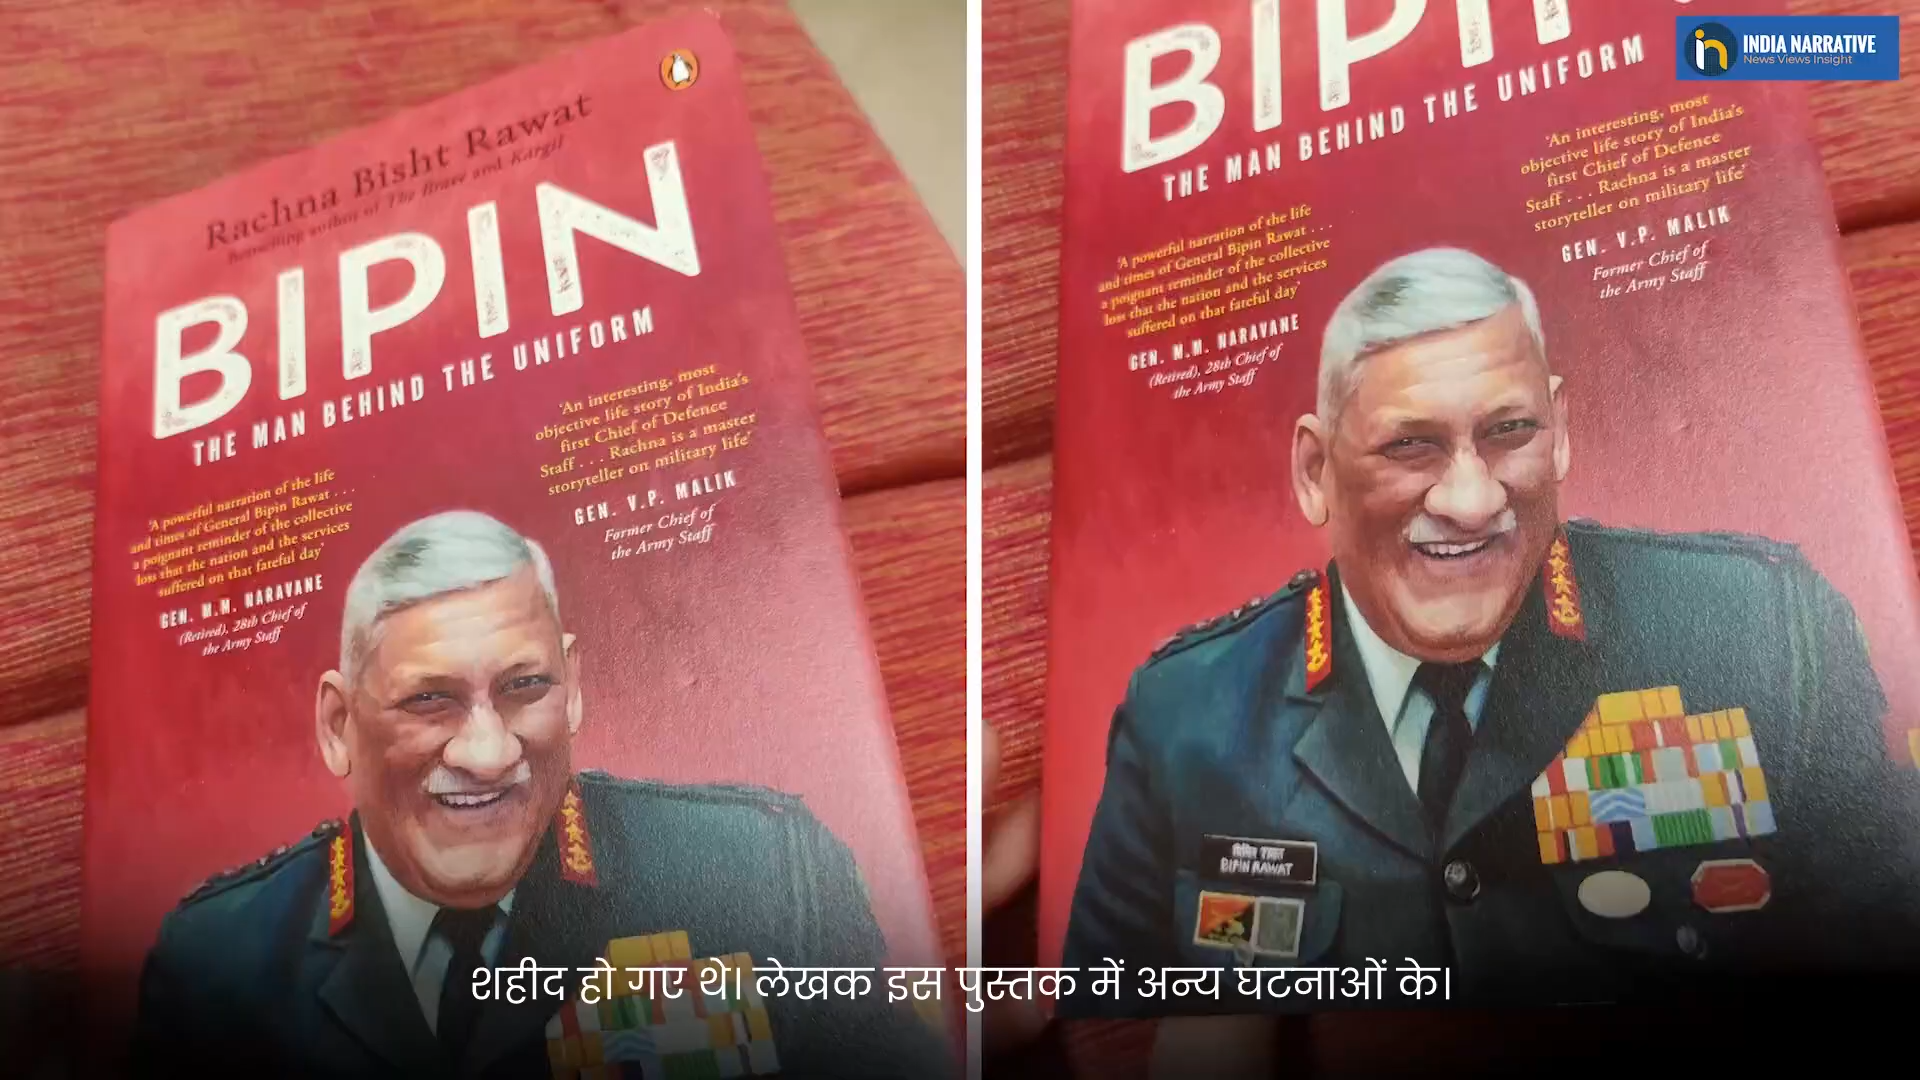 Rachna Bisht Rawat
Bestselling author of The Brave and Kargil
BIPIN
THE MAN BEHIND THE UNIFORM
'An interesting, most
objective life story of India's
first Chief of Defence
Staff . . . Rachna is a master
storyteller on military life'
GEN. V.P. MALIK
Former Chief of
the Army Staff
'A powerful narration of the life
and times of General Bipin Rawat . . .
a poignant reminder of the collective
loss that the nation and the services
suffered on that fateful day'
GEN. M.M. NARAVANE
(Retired), 28th Chief of
the Army Staff
BIPIN
THE MAN BEHIND THE UNIFORM
'An interesting, most
objective life story of India's
first Chief of Defence
Staff . . . Rachna is a master
storyteller on military life'
GEN. V.P. MALIK
Former Chief of
the Army Staff
'A powerful narration of the life
and times of General Bipin Rawat . . .
a poignant reminder of the collective
loss that the nation and the services
suffered on that fateful day'
GEN. M.M. NARAVANE
(Retired), 28th Chief of
the Army Staff
बिपिन रावत
BIPIN RAWAT
in INDIA NARRATIVE
News Views Insight
शहीद हो गए थे। लेखक इस पुस्तक में अन्य घटनाओं के।